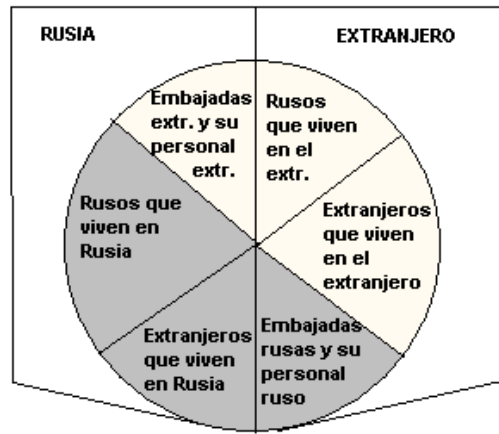 RUSIA
EXTRANJERO
Embajadas
extr. y su
personal
extr.
Rusos
que viven
en el
extr.
Rusos que
viven en
Rusia
Extranjeros
que viven
en el
extranjero
Extranjeros
que viven
en Rusia
Embajadas
rusas y su
personal
ruso